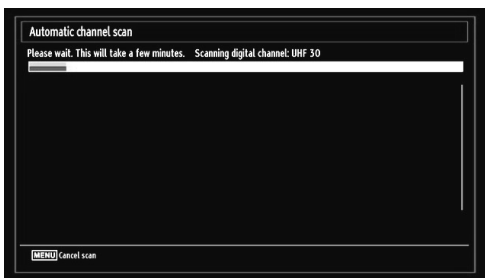 Automatic channel scan
Please wait. This will take a few minutes. Scanning digital channel: UHF 30
MENU Cancel scan